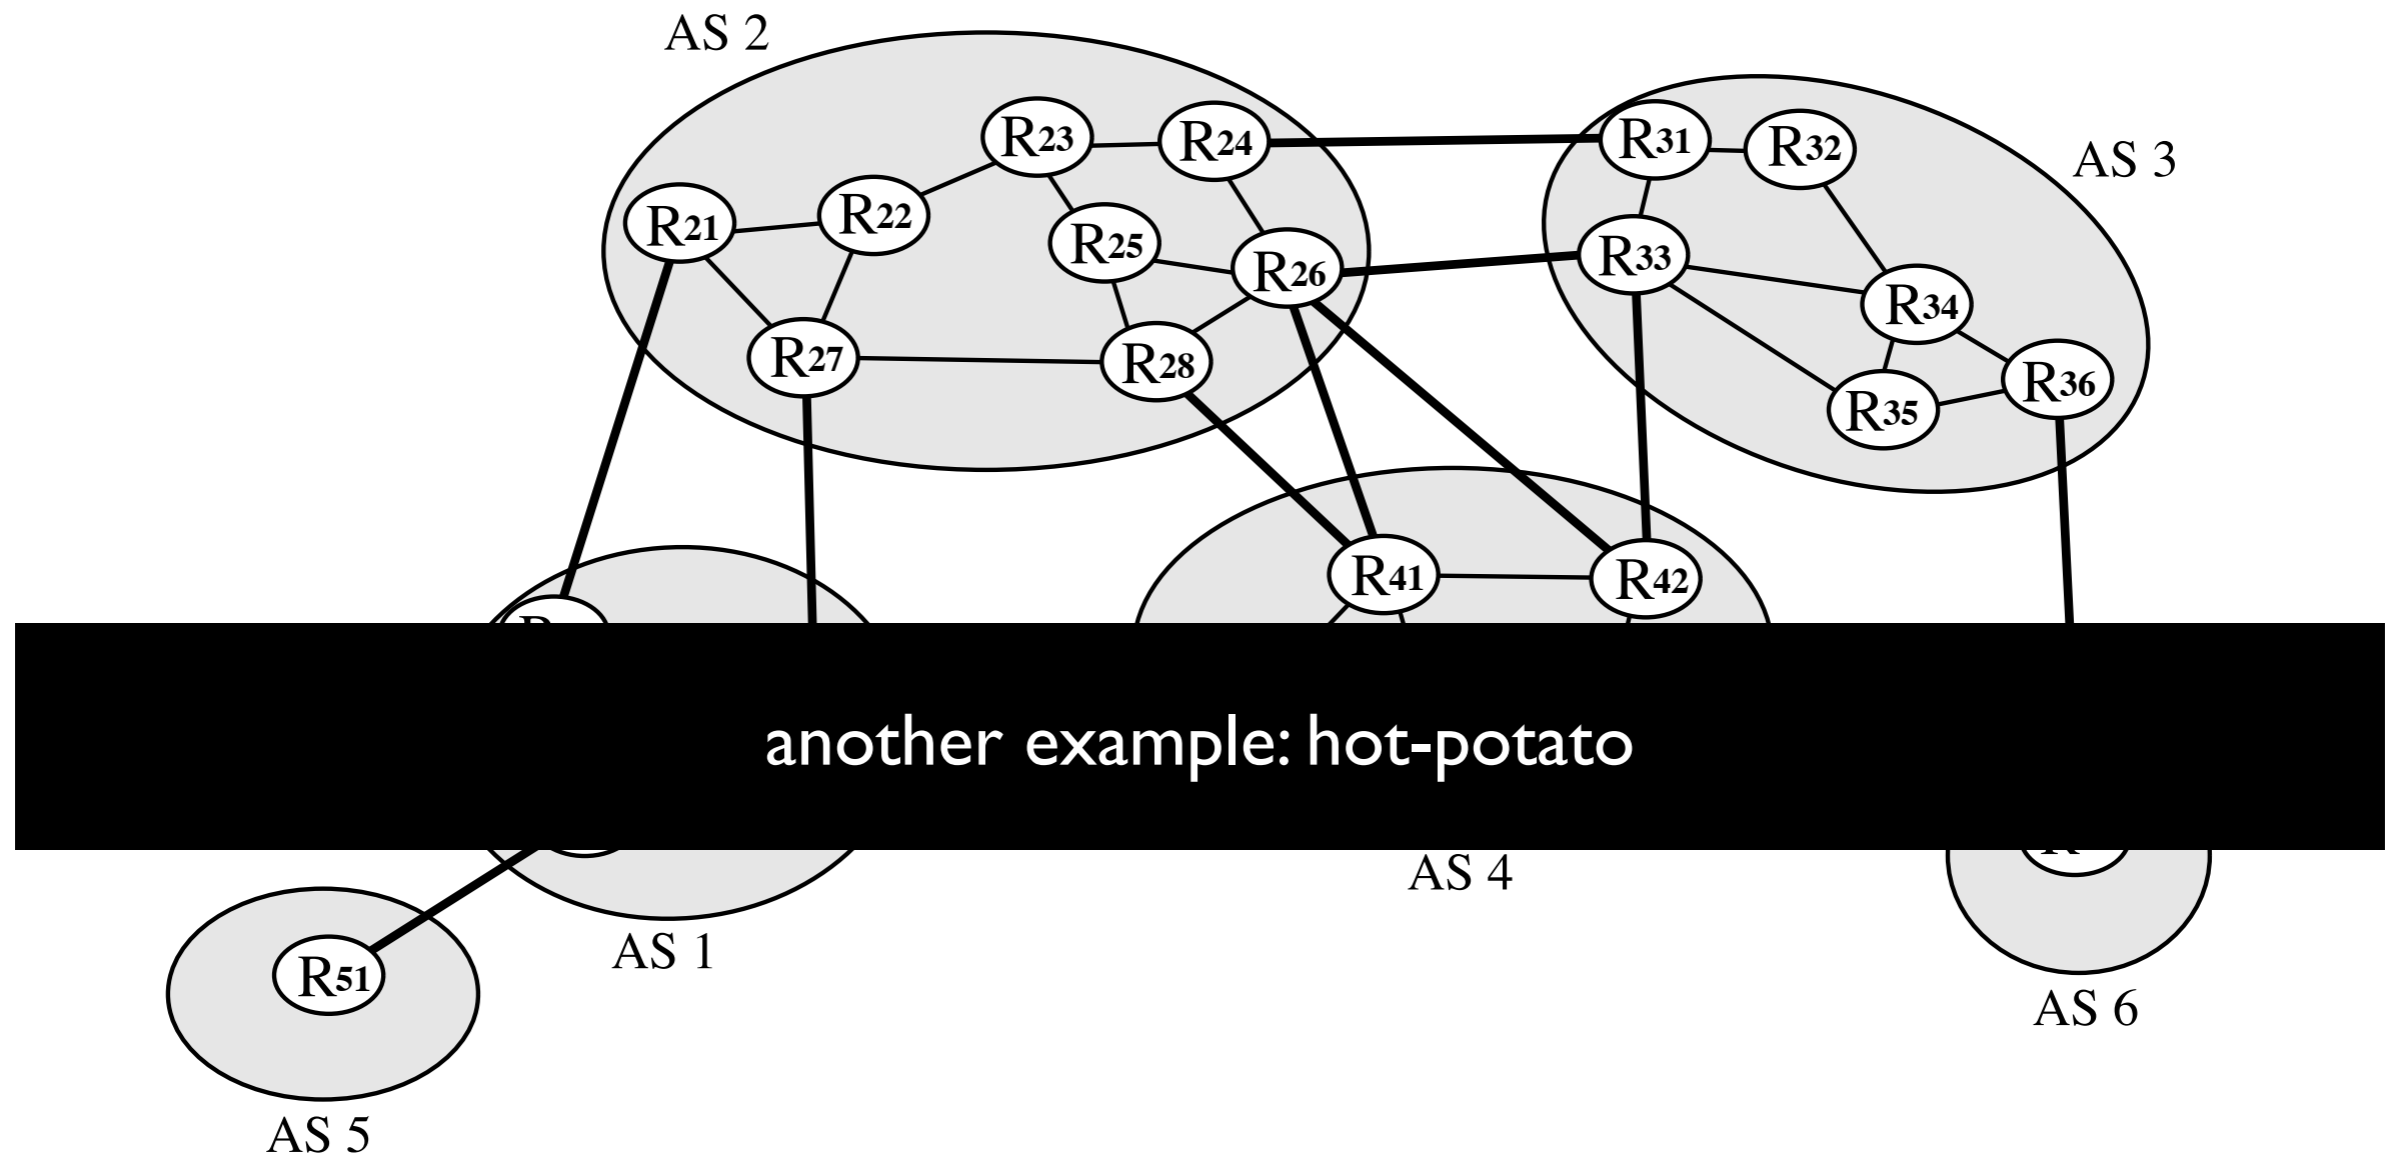 AS 2
AS 3
R23
R24
R31
R32
R21
R22
R25
R26
R33
R34
R27
R28
R36
R35
R41
R42
another example: hot-potato
AS 4
AS 1
R51
AS 6
AS 5